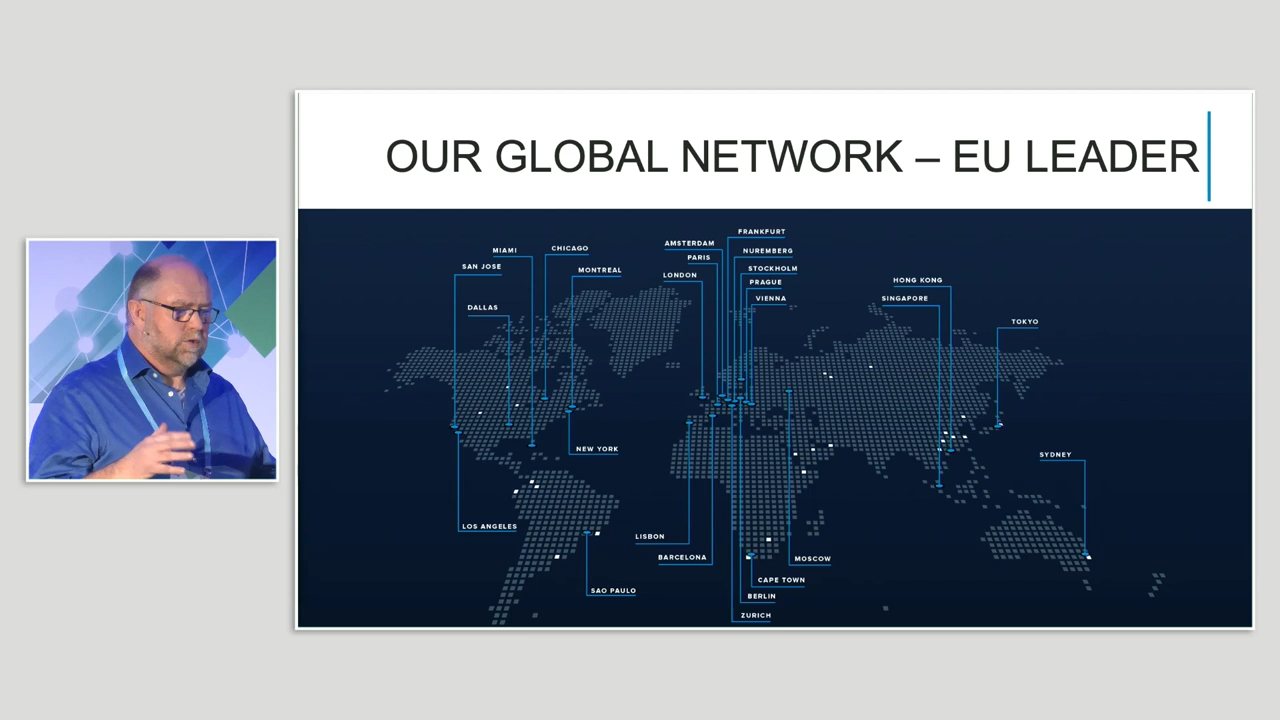 OUR GLOBAL NETWORK – EU LEADER
FRANKFURT
AMSTERDAM
MIAMI
CHICAGO
NUREMBERG
PARIS
SAN JOSE
MONTREAL
LONDON
STOCKHOLM
PRAGUE
HONG KONG
VIENNA
SINGAPORE
DALLAS
TOKYO
NEW YORK
SYDNEY
LOS ANGELES
LISBON
BARCELONA
MOSCOW
CAPE TOWN
SAO PAULO
BERLIN
ZURICH